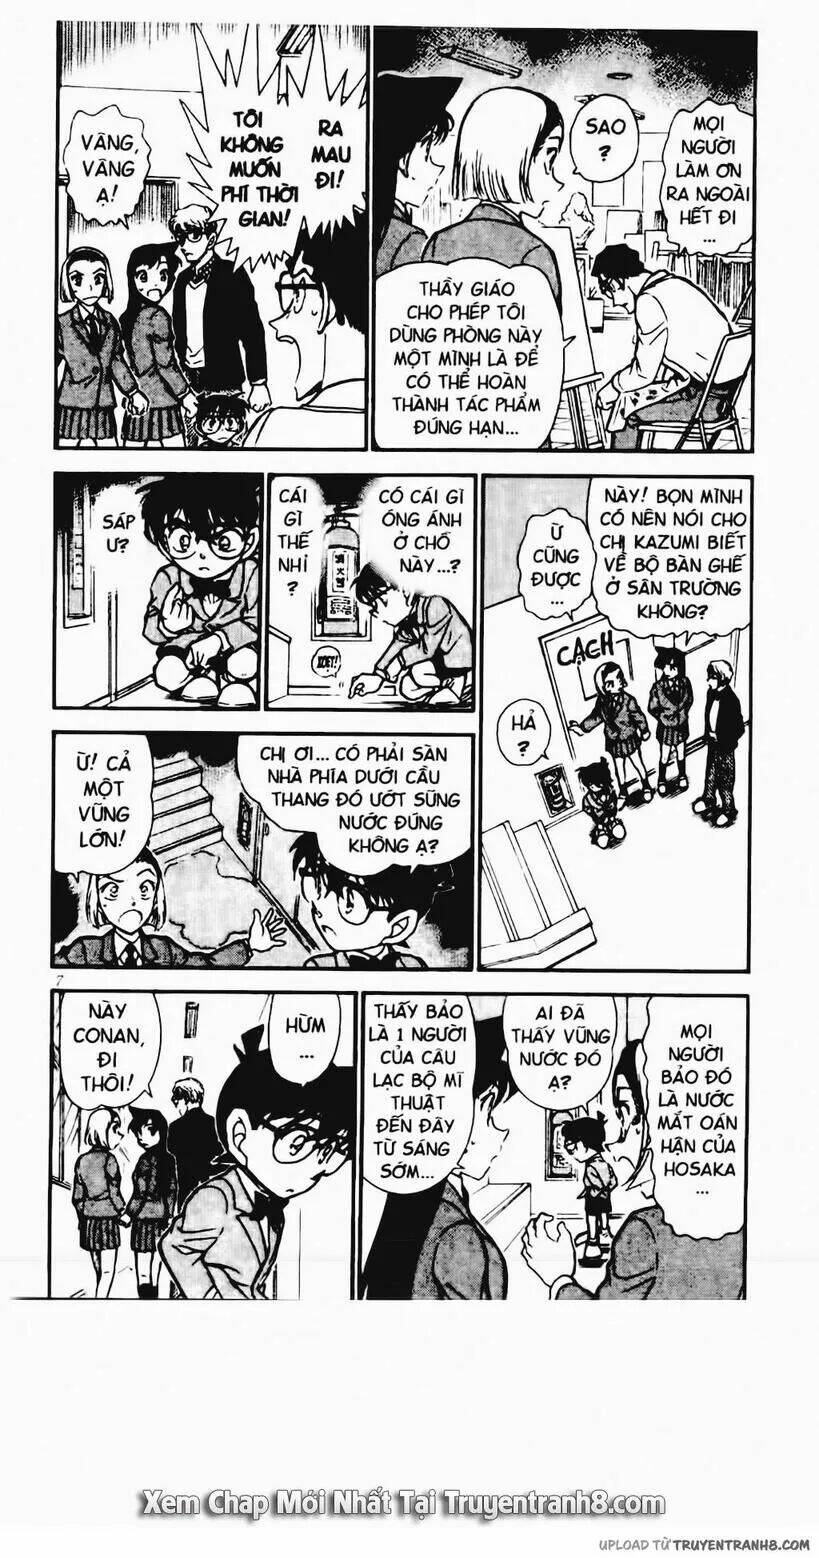 MỌI
NGƯỜI
LÀM ƠN
RA NGOÀI
HẾT ĐI
...
SAO
?
THẦY GIÁO
CHO PHÉP TÔI
DÙNG PHÒNG NÀY
MỘT MÌNH LÀ ĐỂ
CÓ THỂ HOÀN
THÀNH TÁC PHẨM
ĐÚNG HẠN...
RA
MAU
ĐI!
TÔI
KHÔNG
MUỐN
PHÍ THỜI
GIAN!
VÂNG,
VÂNG
Ạ!
NÀY! BỌN MÌNH
CÓ NÊN NÓI CHO
CHỊ KAZUMI BIẾT
VỀ BỘ BÀN GHẾ
Ở SÂN TRƯỜNG
KHÔNG?
Ừ
CŨNG
ĐƯỢC
...
CẠCH
HẢ
?
CÓ CÁI GÌ
ÓNG ÁNH
Ở CHỖ
NÀY...?
CÁI
GÌ
THẾ
NHỈ
?
SÁP
Ư?
CHỊ ƠI... CÓ PHẢI SÀN
NHÀ PHÍA DƯỚI CẦU
THANG ĐÓ ƯỚT SŨNG
NƯỚC ĐÚNG
KHÔNG Ạ?
Ừ! CẢ
MỘT
VŨNG
LỚN!
7
MỌI
NGƯỜI
BẢO ĐÓ
LÀ NƯỚC
MẮT OÁN
HẬN CỦA
HOSAKA
...
AI ĐÃ
THẤY VŨNG
NƯỚC ĐÓ
Ạ?
THẤY BẢO
LÀ 1 NGƯỜI
CỦA CÂU
LẠC BỘ MĨ
THUẬT
ĐẾN ĐÂY
TỪ SÁNG
SỚM...
HỪM
...
NÀY
CONAN,
ĐI
THÔI!
Xem Chap Mới Nhất Tại Truyentranh8.com
UPLOAD TỪ TRUYENTRANH8.COM